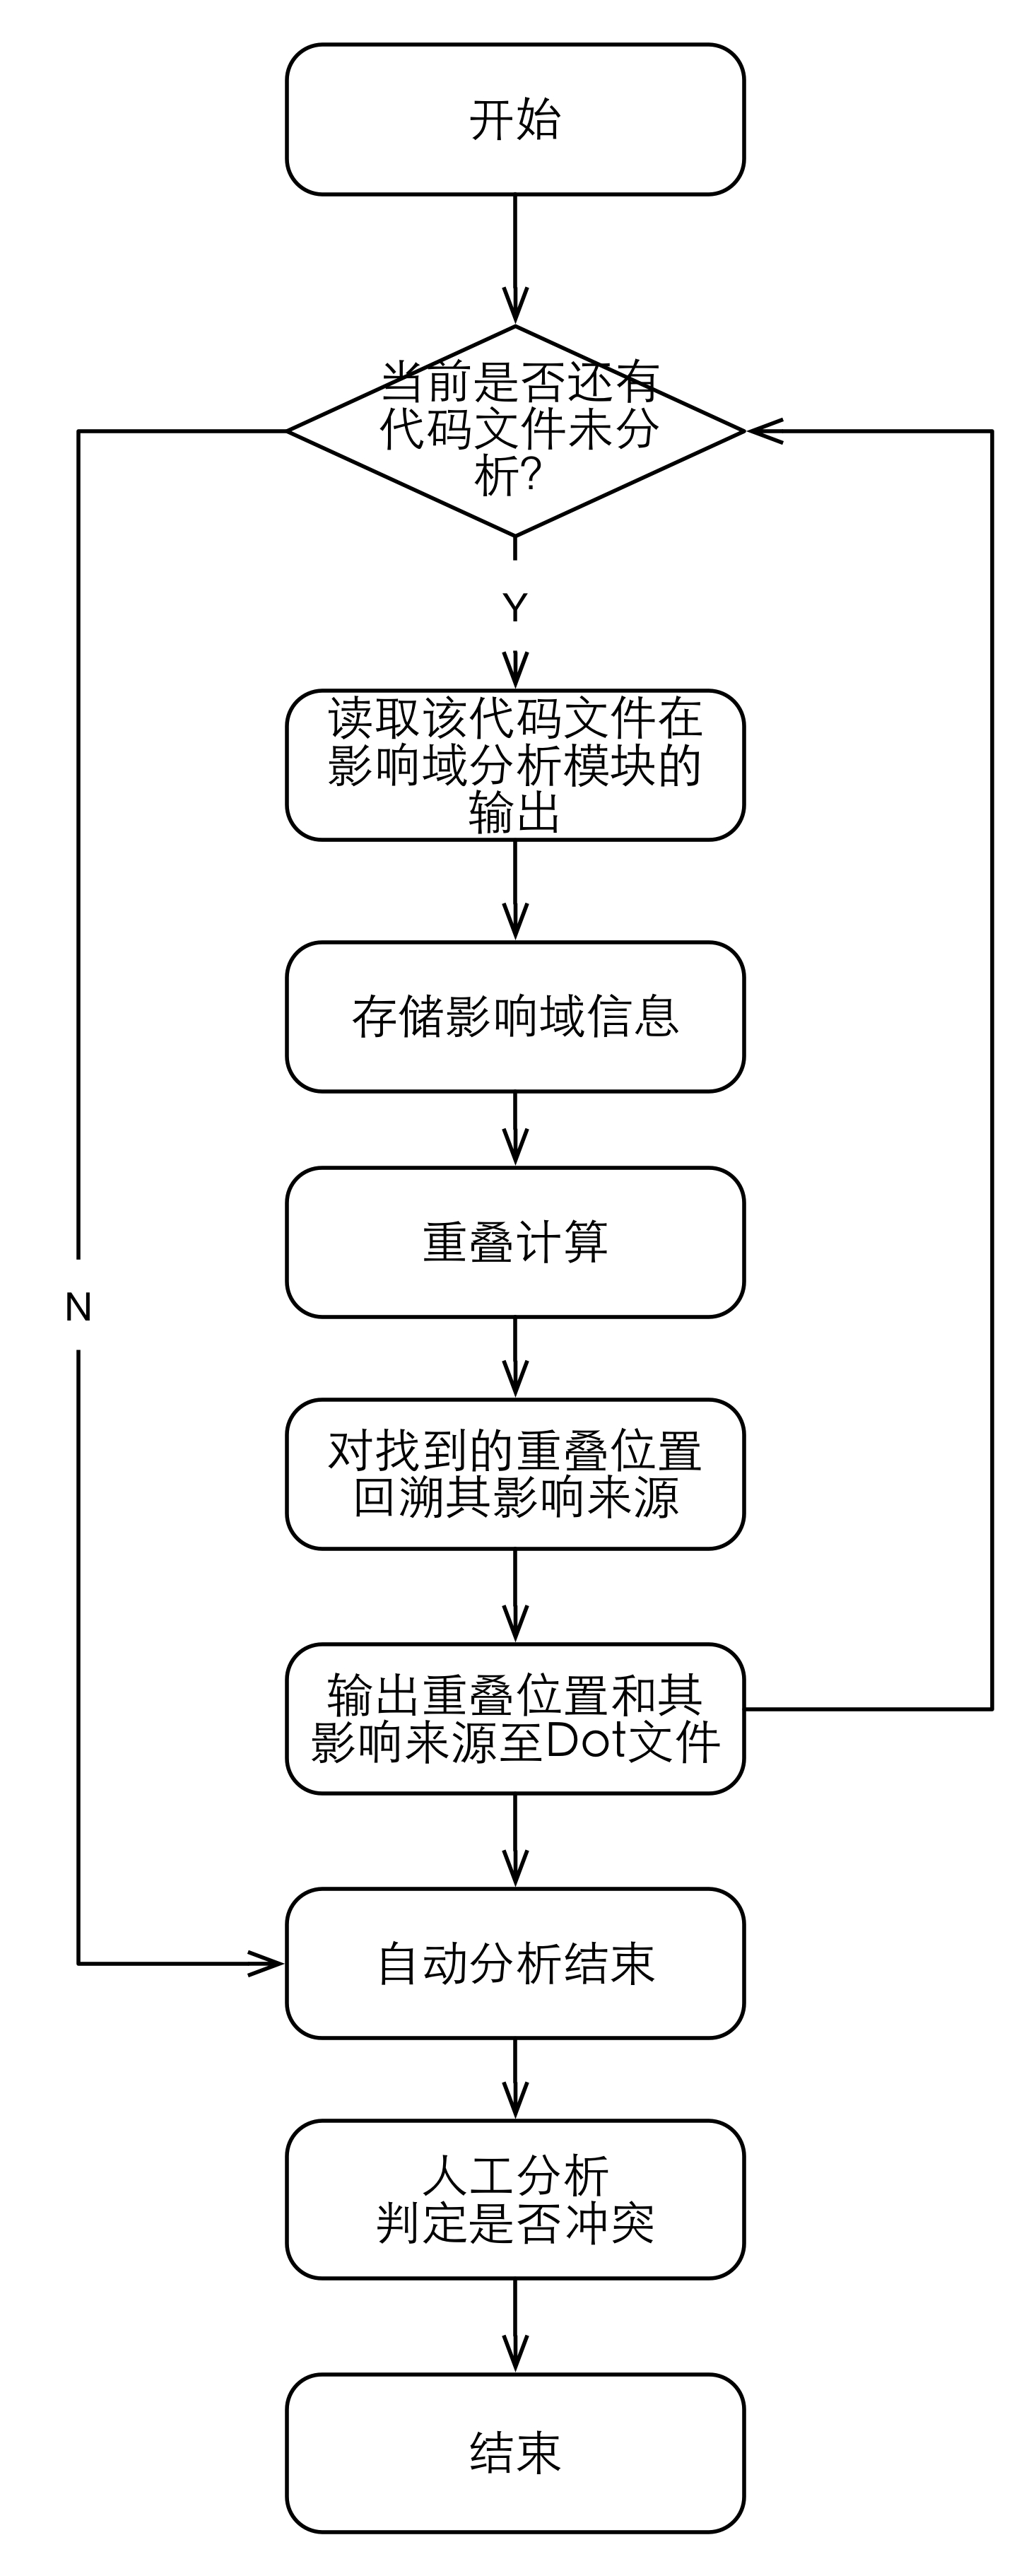 开始
当前是否还有
代码文件未分
析?
Y
读取该代码文件在
影响域分析模块的
输出
存储影响域信息
重叠计算
N
对找到的重叠位置
回溯其影响来源
输出重叠位置和其
影响来源至Dot文件
自动分析结束
人工分析
判定是否冲突
结束